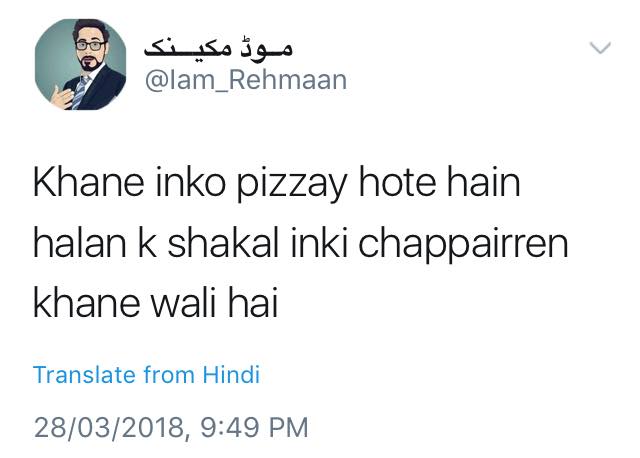 موڈ مکینک
@Iam_Rehmaan
Khane inko pizzay hote hain
halan k shakal inki chappairren
khane wali hai
Translate from Hindi
28/03/2018, 9:49 PM